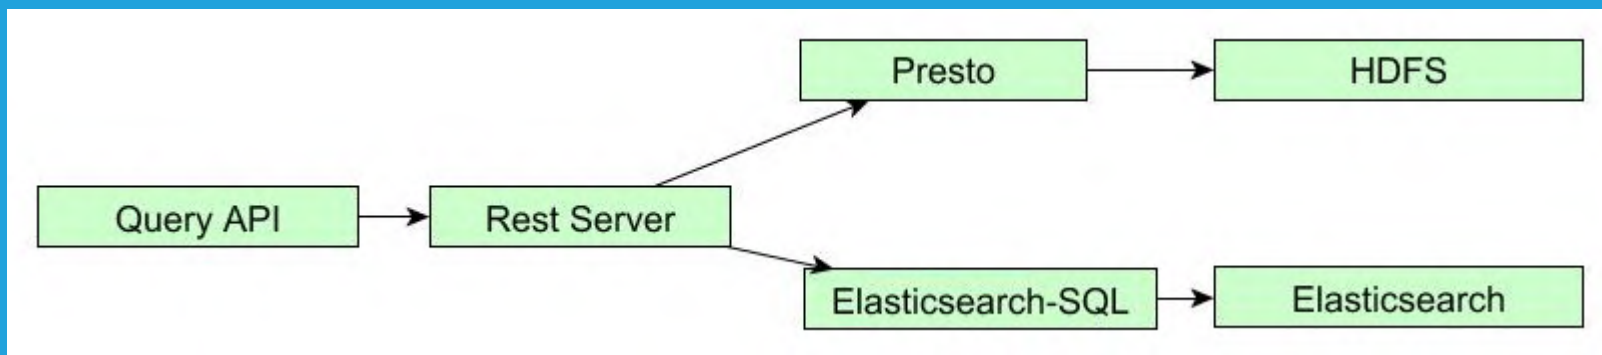 Presto
HDFS
Query API
Rest Server
Elasticsearch-SQL
Elasticsearch